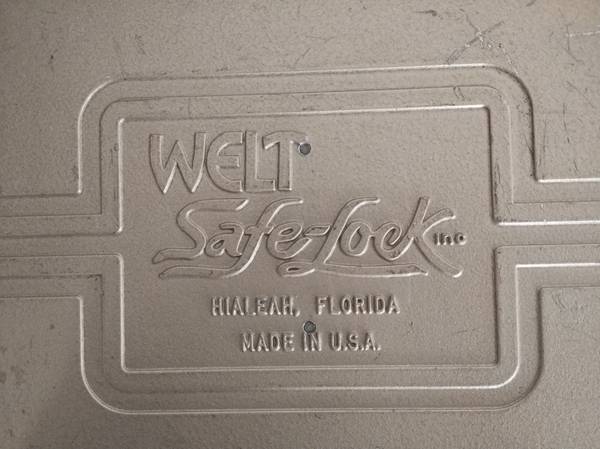 WELT
Safe-Lock Inc
HIALEAH, FLORIDA
MADE IN U.S.A.